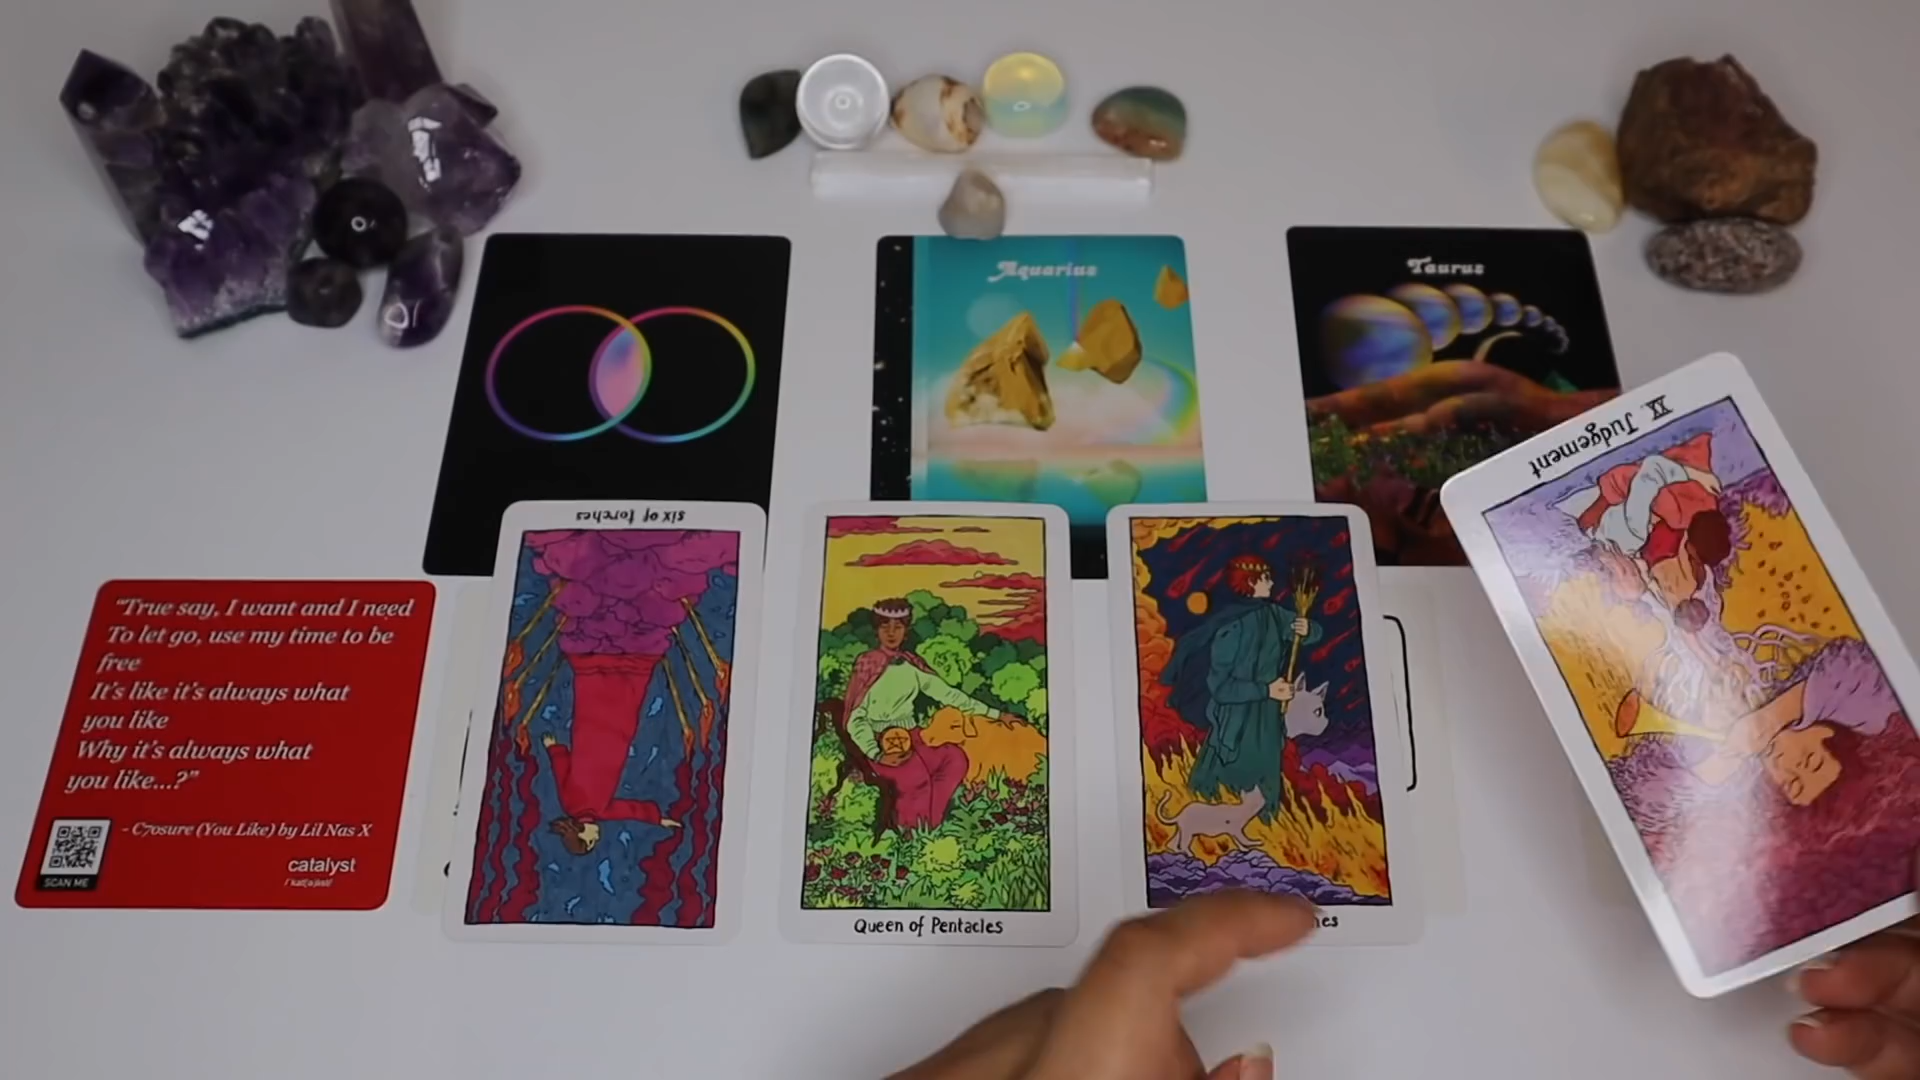 Aquarius
Taurus
XX. Judgement
six of torches
"True say, I want and I need
To let go, use my time to be
free
It's like it's always what
you like
Why it's always what
you like...?"
- C7osure (You Like) by Lil Nas X
catalyst
SCAN ME
Queen of Pentacles